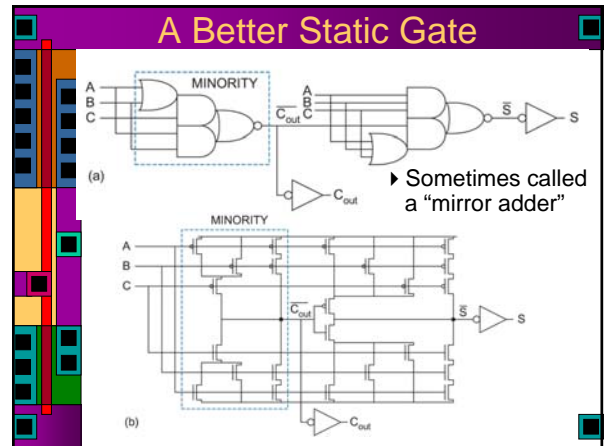 A Better Static Gate
MINORITY
A
B
C
C̅out
A
B
C
S̅
S
Cout
(a)
Sometimes called
a “mirror adder”
MINORITY
A
B
C
C̅out
S̅
S
Cout
(b)